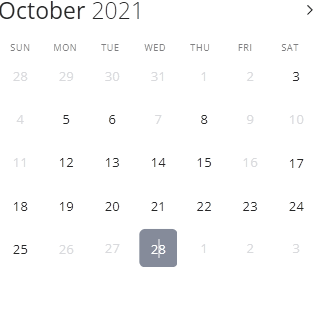 October 2021
SUN MON TUE WED THU FRI SAT
28 29 30 31 1 2 3
4 5 6 7 8 9 10
11 12 13 14 15 16 17
18 19 20 21 22 23 24
25 26 27 28 1 2 3